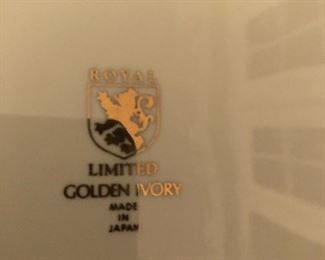 ROYAL
LIMITED
GOLDEN IVORY
MADE
IN
JAPAN